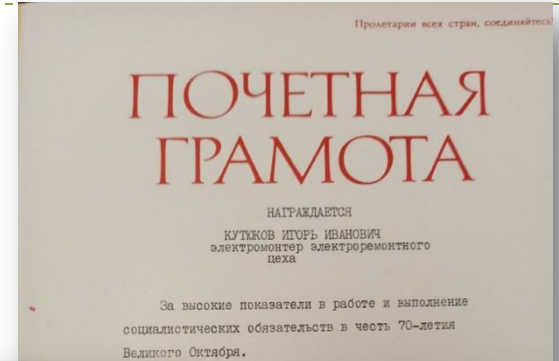 Пролетарии всех стран, соединяйтесь!
ПОЧЕТНАЯ
ГРАМОТА
НАГРАЖДАЕТСЯ
КУТЮКОВ ИГОРЬ ИВАНОВИЧ
электромонтер электроремонтного
цеха
За высокие показатели в работе и выполнение
социалистических обязательств в честь 70-летия
Великого Октября.